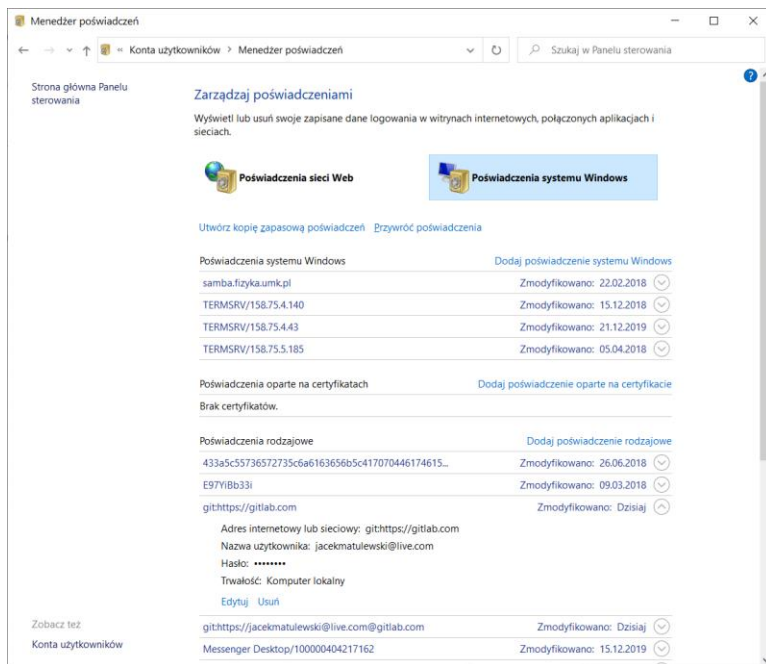 Menedżer poświadczeń
« Konta użytkowników > Menedżer poświadczeń
Szukaj w Panelu sterowania
Strona główna Panelu
sterowania
Zarządzaj poświadczeniami
Wyświetl lub usuń swoje zapisane dane logowania w witrynach internetowych, połączonych aplikacjach i
sieciach.
Poświadczenia sieci Web
Poświadczenia systemu Windows
Utwórz kopię zapasową poświadczeń Przywróć poświadczenia
Poświadczenia systemu Windows Dodaj poświadczenie systemu Windows
samba.fizyka.umk.pl Zmodyfikowano: 22.02.2018
TERMSRV/158.75.4.140 Zmodyfikowano: 15.12.2018
TERMSRV/158.75.4.43 Zmodyfikowano: 21.12.2019
TERMSRV/158.75.5.185 Zmodyfikowano: 05.04.2018
Poświadczenia oparte na certyfikatach Dodaj poświadczenie oparte na certyfikacie
Brak certyfikatów.
Poświadczenia rodzajowe Dodaj poświadczenie rodzajowe
433a5c55736572735c6a6163656b5c417070446174615... Zmodyfikowano: 26.06.2018
E97YiBb33i Zmodyfikowano: 09.03.2018
git:https://gitlab.com Zmodyfikowano: Dzisiaj
Adres internetowy lub sieciowy: git:https://gitlab.com
Nazwa użytkownika: jacekmatulewski@live.com
Hasło: ••••••••
Trwałość: Komputer lokalny
Edytuj Usuń
git:https://jacekmatulewski@live.com@gitlab.com Zmodyfikowano: Dzisiaj
Messenger Desktop/100000404217162 Zmodyfikowano: 15.12.2019
Zobacz też
Konta użytkowników